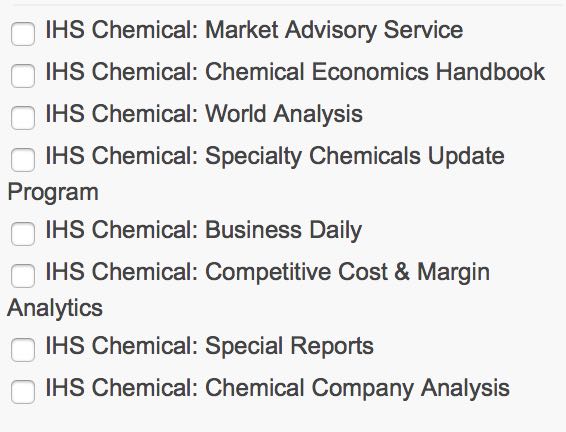 IHS Chemical: Market Advisory Service
IHS Chemical: Chemical Economics Handbook
IHS Chemical: World Analysis
IHS Chemical: Specialty Chemicals Update
Program
IHS Chemical: Business Daily
IHS Chemical: Competitive Cost & Margin
Analytics
IHS Chemical: Special Reports
IHS Chemical: Chemical Company Analysis